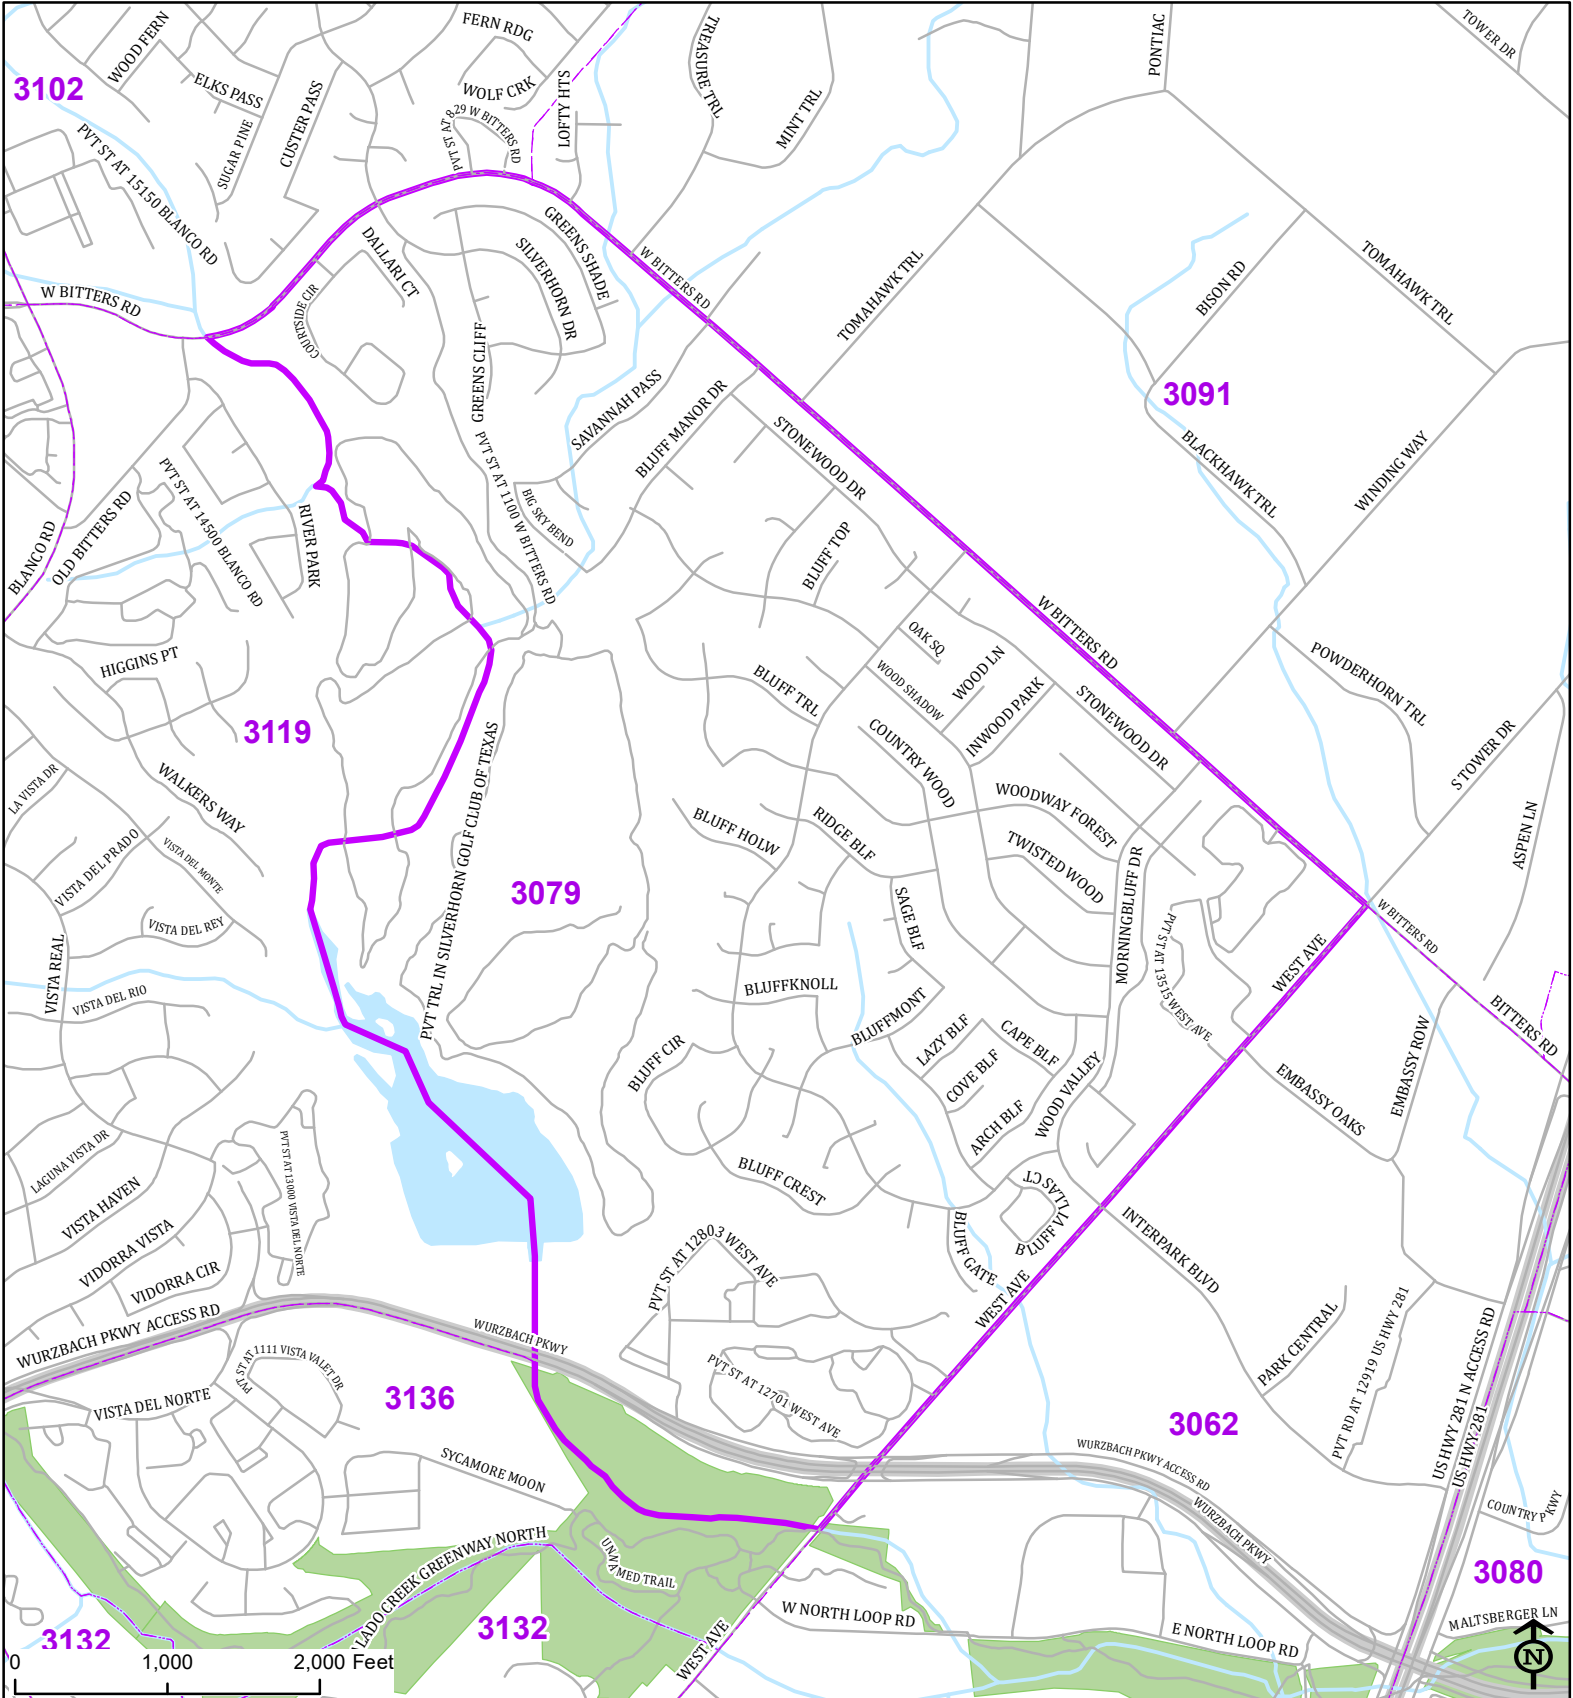 FERN RDG
WOOD FERN
TREASURE TRL
PONTIAC
TOWER DR
3102
ELKS PASS
WOLF CRK
LOFTY HTS
CUSTER PASS
MINT TRL
PVT ST AT 829 W BITTERS RD
SUGAR PINE
PVT ST AT 15150 BLANCO RD
GREENS SHADE
DALLARI CT
SILVERHORN DR
W BITTERS RD
TOMAHAWK TRL
BISON RD
TOMAHAWK TRL
W BITTERS RD
COURTSIDE CIR
GREENS CLIFF
3091
SAVANNAH PASS
BLUFF MANOR DR
STONEWOOD DR
BLACKHAWK TRL
WINDING WAY
PVT ST AT 14500 BLANCO RD
PVT ST AT 1100 W BITTERS RD
BIG SKY BEND
BLANCO RD
OLD BITTERS RD
RIVER PARK
BLUFF TOP
W BITTERS RD
OAK SQ
WOOD LN
WOOD SHADOW
INWOOD PARK
HIGGINS PT
BLUFF TRL
STONEWOOD DR
POWDERHORN TRL
3119
COUNTRY WOOD
S TOWER DR
LA VISTA DR
WALKERS WAY
PVT TRL IN SILVERHORN GOLF CLUB OF TEXAS
WOODWAY FOREST
BLUFF HOLW
RIDGE BLF
TWISTED WOOD
ASPEN LN
VISTA DEL PRADO
VISTA DEL MONTE
3079
MORNINGBLUFF DR
SAGE BLF
VISTA DEL REY
PVT ST AT 13515 WEST AVE
W BITTERS RD
VISTA REAL
WEST AVE
VISTA DEL RIO
BLUFFKNOLL
BLUFFMONT
BITTERS RD
BLUFF CIR
LAZY BLF
CAPE BLF
COVE BLF
EMBASSY ROW
EMBASSY OAKS
WOOD VALLEY
ARCH BLF
LAGUNA VISTA DR
PVT ST AT 13000 VISTA DEL NORTE
VISTA HAVEN
BLUFF CREST
BLUFF VILLAS CT
INTERPARK BLVD
VIDORRA VISTA
BLUFF GATE
PVT ST AT 12803 WEST AVE
VIDORRA CIR
WEST AVE
WURZBACH PKWY ACCESS RD
WURZBACH PKWY
PARK CENTRAL
PVT RD AT 12919 US HWY 281
US HWY 281 N ACCESS RD
US HWY 281
PVT ST AT 1111 VISTA VALET DR
PVT ST AT 12701 WEST AVE
VISTA DEL NORTE
3136
3062
SYCAMORE MOON
WURZBACH PKWY ACCESS RD
WURZBACH PKWY
COUNTRY P KWY
LADO CREEK GREENWAY NORTH
UNNAMED TRAIL
3080
W NORTH LOOP RD
E NORTH LOOP RD
MALTSBERGER LN
3132
3132
WEST AVE
0 1,000 2,000 Feet
N